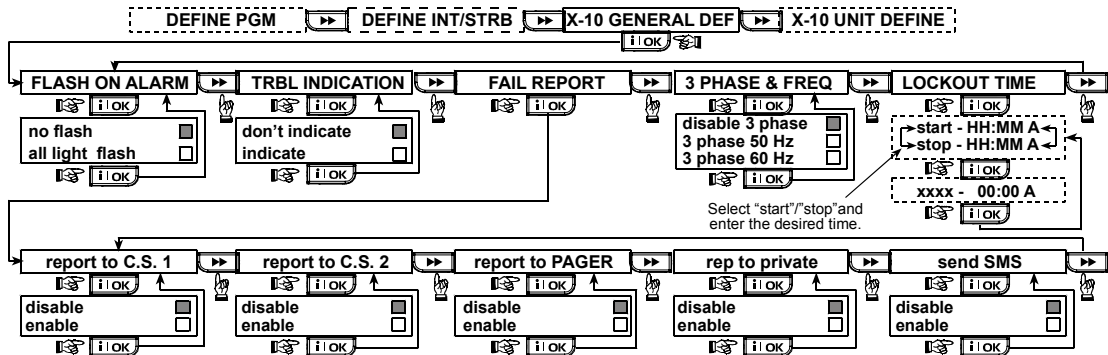 DEFINE PGM DEFINE INT/STRB X-10 GENERAL DEF X-10 UNIT DEFINE
i OK
FLASH ON ALARM TRBL INDICATION FAIL REPORT 3 PHASE & FREQ LOCKOUT TIME
i OK i OK i OK i OK i OK
no flash
all light flash
i OK
don't indicate
indicate
i OK
disable 3 phase
3 phase 50 Hz
3 phase 60 Hz
i OK
start - HH:MM A
stop - HH:MM A
i OK
xxxx - 00:00 A
i OK
Select "start"/"stop"and
enter the desired time.
report to C.S. 1 report to C.S. 2 report to PAGER rep to private send SMS
i OK i OK i OK i OK i OK
disable disable disable disable disable
enable enable enable enable enable
i OK i OK i OK i OK i OK